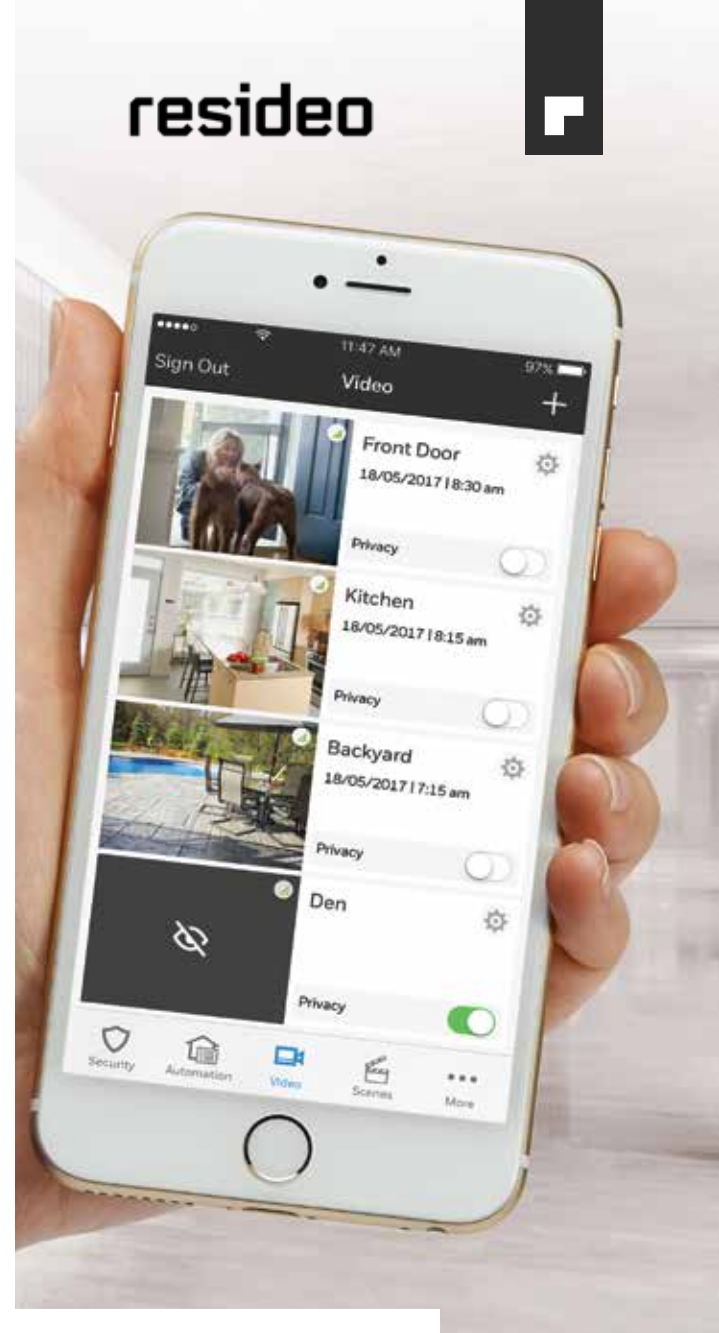 resideo
11:47 AM
97%
Sign Out
Video
+
Front Door
18/05/2017 | 8:30 am
Privacy
Kitchen
18/05/2017 | 8:15 am
Privacy
Backyard
18/05/2017 | 7:15 am
Privacy
Den
Privacy
Security
Automation
Video
Scenes
More